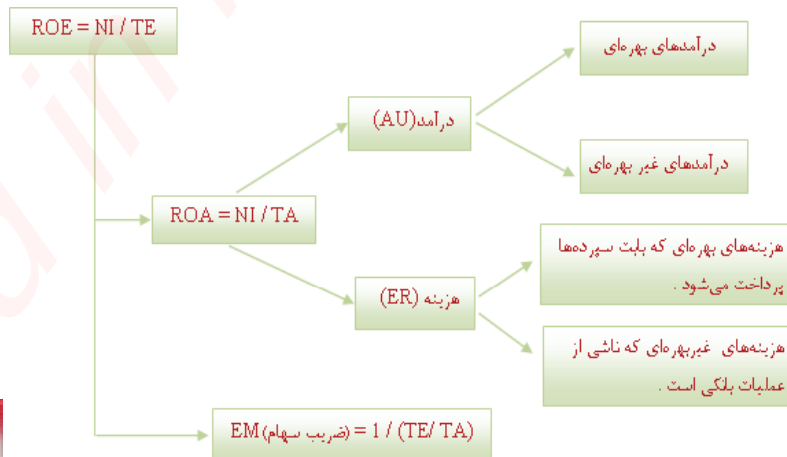 ROE = NI / TE
درآمدهای بهره‌ای
درآمد(AU)
درآمدهای غیر بهره‌ای
ROA = NI / TA
هزینه‌های بهره‌ای که بابت سپرده‌ها
پرداخت می‌شود .
هزینه (ER)
هزینه‌های غیربهره‌ای که ناشی از
عملیات بانکی است .
EM(ضریب سهام) = 1 / (TE/ TA)